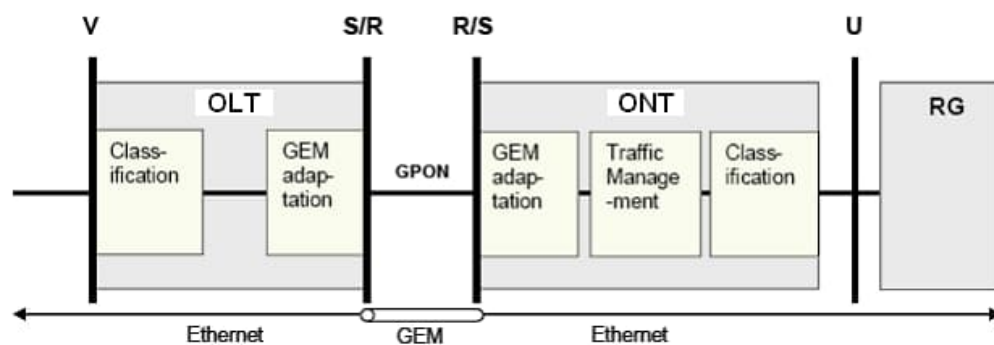 V
S/R
R/S
U
OLT
ONT
RG
Class-
ification
GEM
adap-
tation
GPON
GEM
adap-
tation
Traffic
Manage
-ment
Class-
ification
Ethernet
GEM
Ethernet